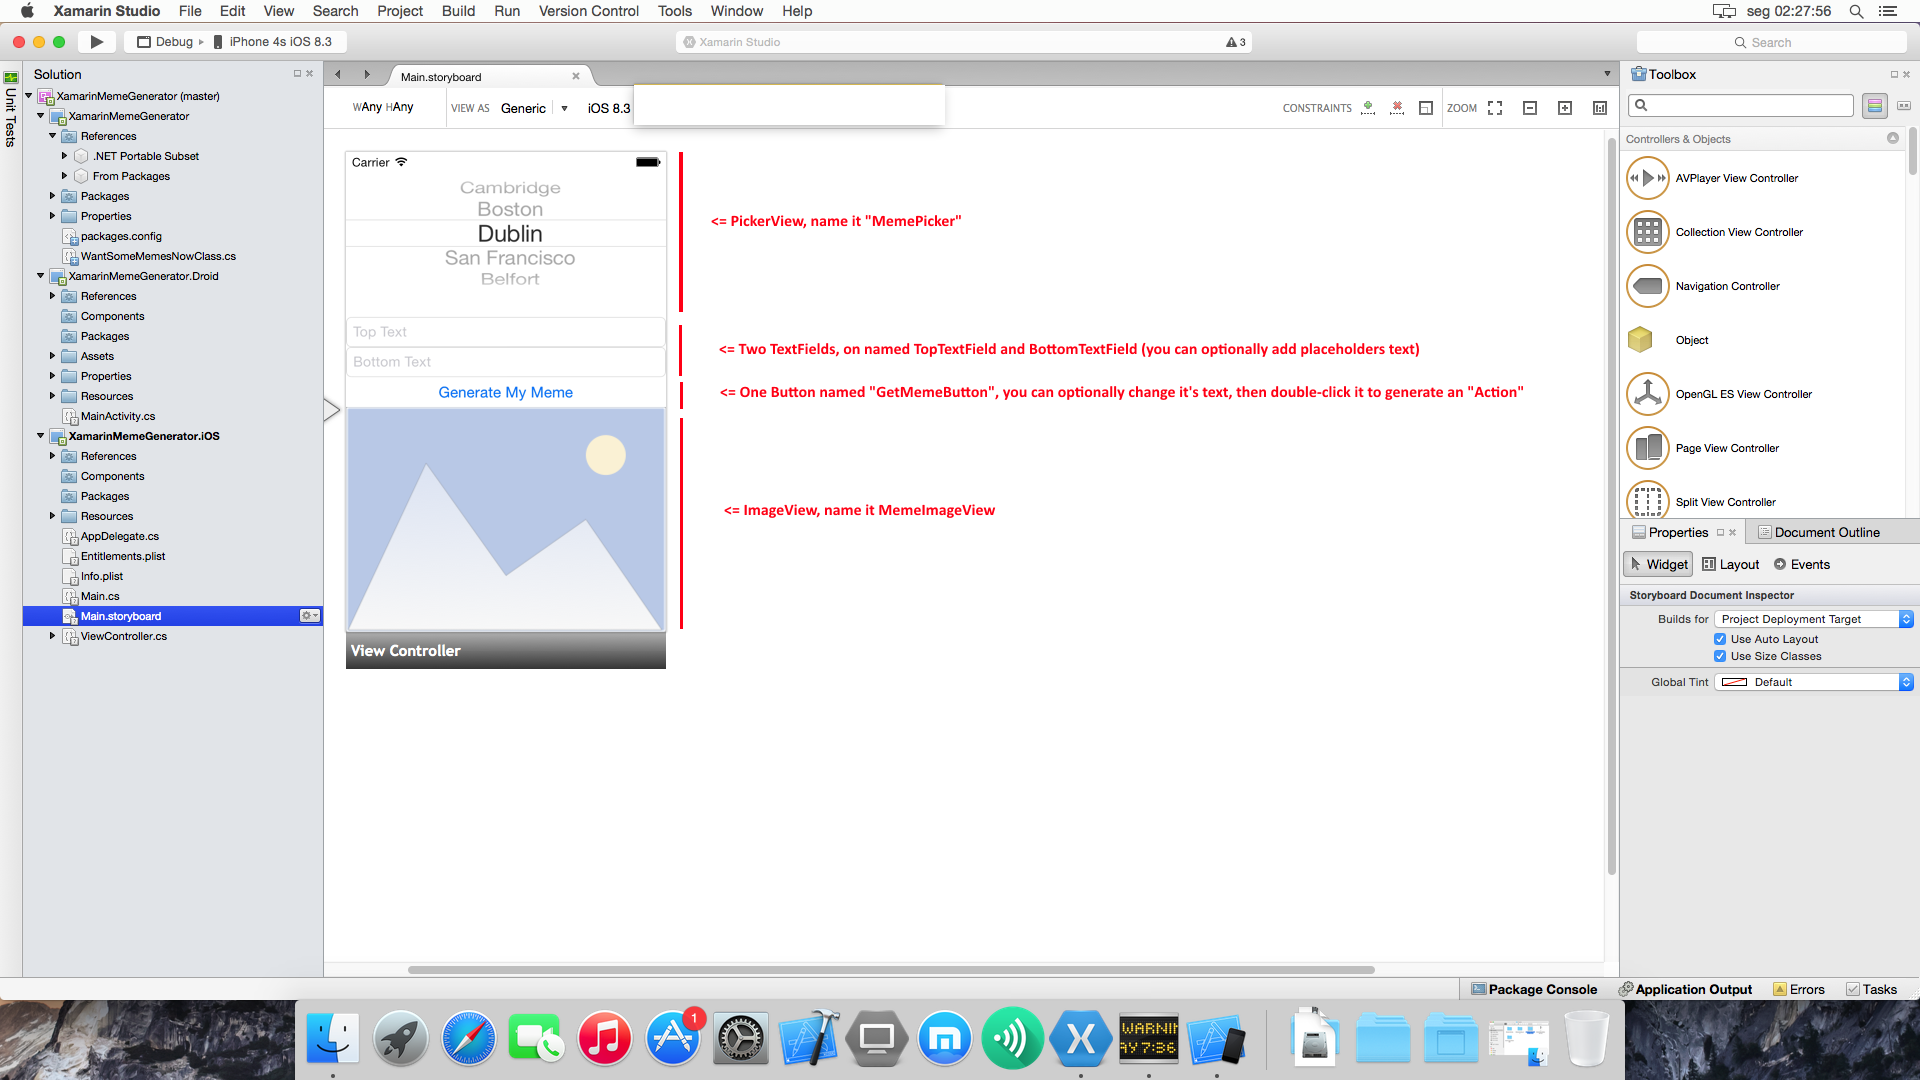 Xamarin Studio File Edit View Search Project Build Run Version Control Tools Window Help seg 02:27:56
Debug iPhone 4s iOS 8.3 Xamarin Studio 3 Search
Unit Tests
Solution
XamarinMemeGenerator (master)
XamarinMemeGenerator
References
.NET Portable Subset
From Packages
Packages
Properties
packages.config
WantSomeMemesNowClass.cs
XamarinMemeGenerator.Droid
References
Components
Packages
Assets
Properties
Resources
MainActivity.cs
XamarinMemeGenerator.iOS
References
Components
Packages
Resources
AppDelegate.cs
Entitlements.plist
Info.plist
Main.cs
Main.storyboard
ViewController.cs
Main.storyboard
wAny hAny VIEW AS Generic iOS 8.3 CONSTRAINTS ZOOM
Carrier
Cambridge
Boston
Dublin
San Francisco
Belfort
Top Text
Bottom Text
Generate My Meme
View Controller
<= PickerView, name it "MemePicker"
<= Two TextFields, on named TopTextField and BottomTextField (you can optionally add placeholders text)
<= One Button named "GetMemeButton", you can optionally change it's text, then double-click it to generate an "Action"
<= ImageView, name it MemeImageView
Toolbox
Controllers & Objects
AVPlayer View Controller
Collection View Controller
Navigation Controller
Object
OpenGL ES View Controller
Page View Controller
Split View Controller
Properties Document Outline
Widget Layout Events
Storyboard Document Inspector
Builds for Project Deployment Target
Use Auto Layout
Use Size Classes
Global Tint Default
Package Console Application Output Errors Tasks
1
WARNI
AY 7:36